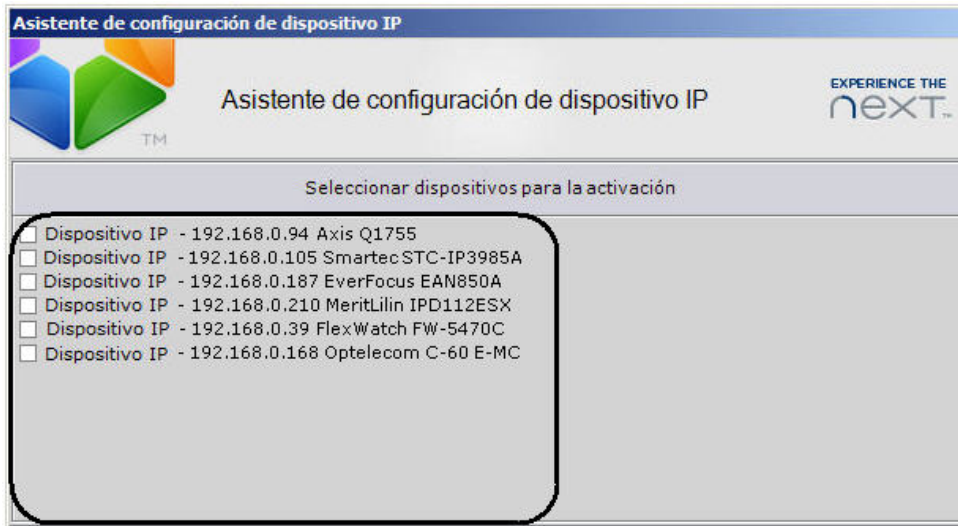 Asistente de configuración de dispositivo IP
Asistente de configuración de dispositivo IP
EXPERIENCE THE
next™
TM
Seleccionar dispositivos para la activación
Dispositivo IP - 192.168.0.94 Axis Q1755
Dispositivo IP -192.168.0.105 Smartec STC-IP3985A
Dispositivo IP - 192.168.0.187 EverFocus EAN850A
Dispositivo IP - 192.168.0.210 MeritLilin IPD112ESX
Dispositivo IP - 192.168.0.39 FlexWatch FW-5470C
Dispositivo IP - 192.168.0.168 Optelecom C-60 E-MC